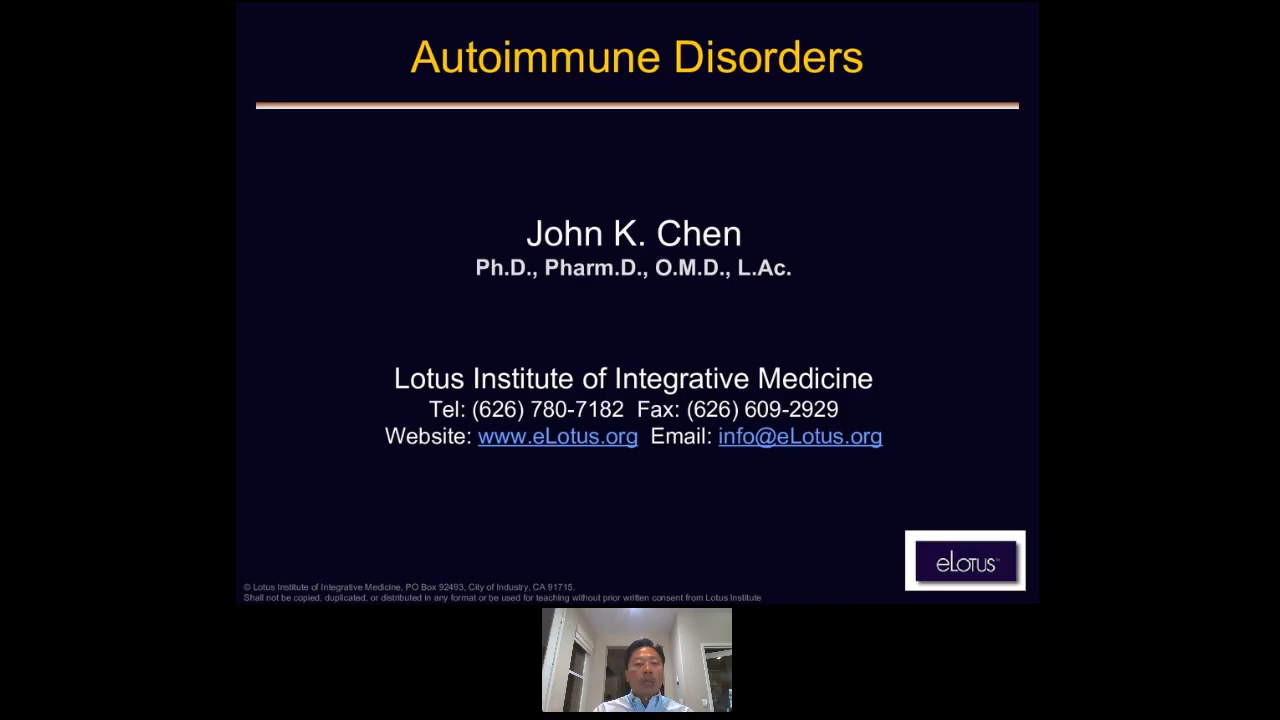 Autoimmune Disorders
John K. Chen
Ph.D., Pharm.D., O.M.D., L.Ac.
Lotus Institute of Integrative Medicine
Tel: (626) 780-7182 Fax: (626) 609-2929
Website: www.eLotus.org Email: info@eLotus.org
eLotus™
© Lotus Institute of Integrative Medicine, PO Box 92493, City of Industry, CA 91715.
Shall not be copied, duplicated, or distributed in any format or be used for teaching without prior written consent from Lotus Institute